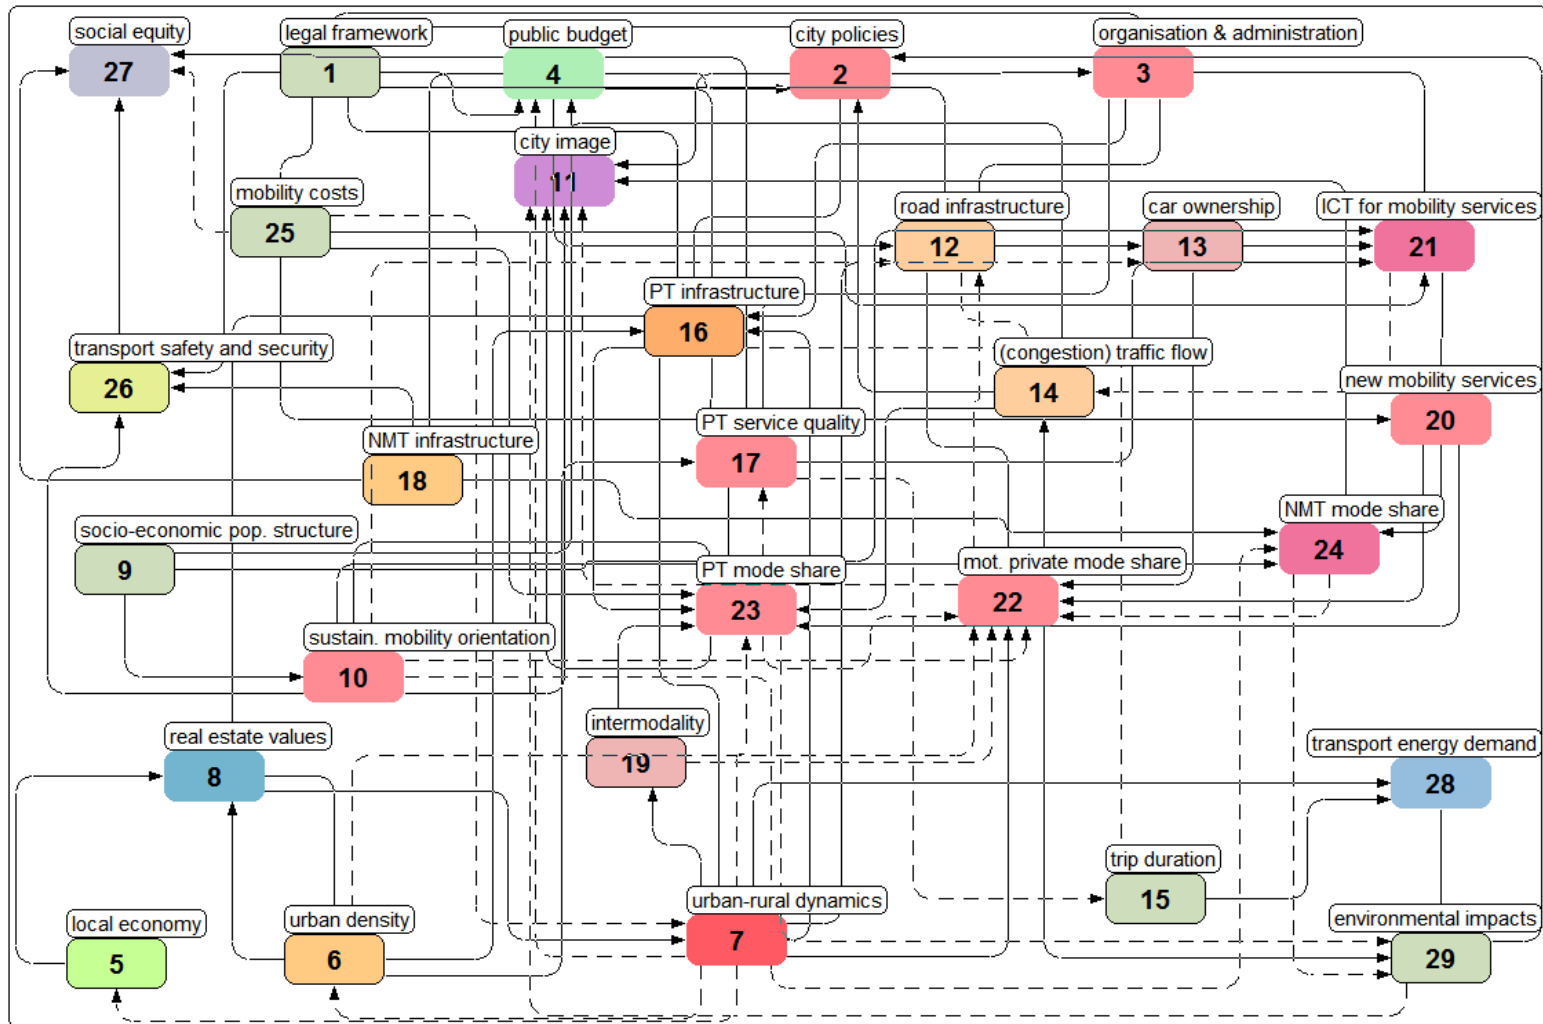 social equity
27
legal framework
1
public budget
4
city policies
2
organisation & administration
3
city image
11
mobility costs
25
road infrastructure
12
car ownership
13
ICT for mobility services
21
PT infrastructure
16
transport safety and security
26
(congestion) traffic flow
14
new mobility services
20
PT service quality
17
NMT infrastructure
18
NMT mode share
24
socio-economic pop. structure
9
PT mode share
23
mot. private mode share
22
sustain. mobility orientation
10
intermodality
19
real estate values
8
transport energy demand
28
trip duration
15
urban-rural dynamics
7
local economy
5
urban density
6
environmental impacts
29